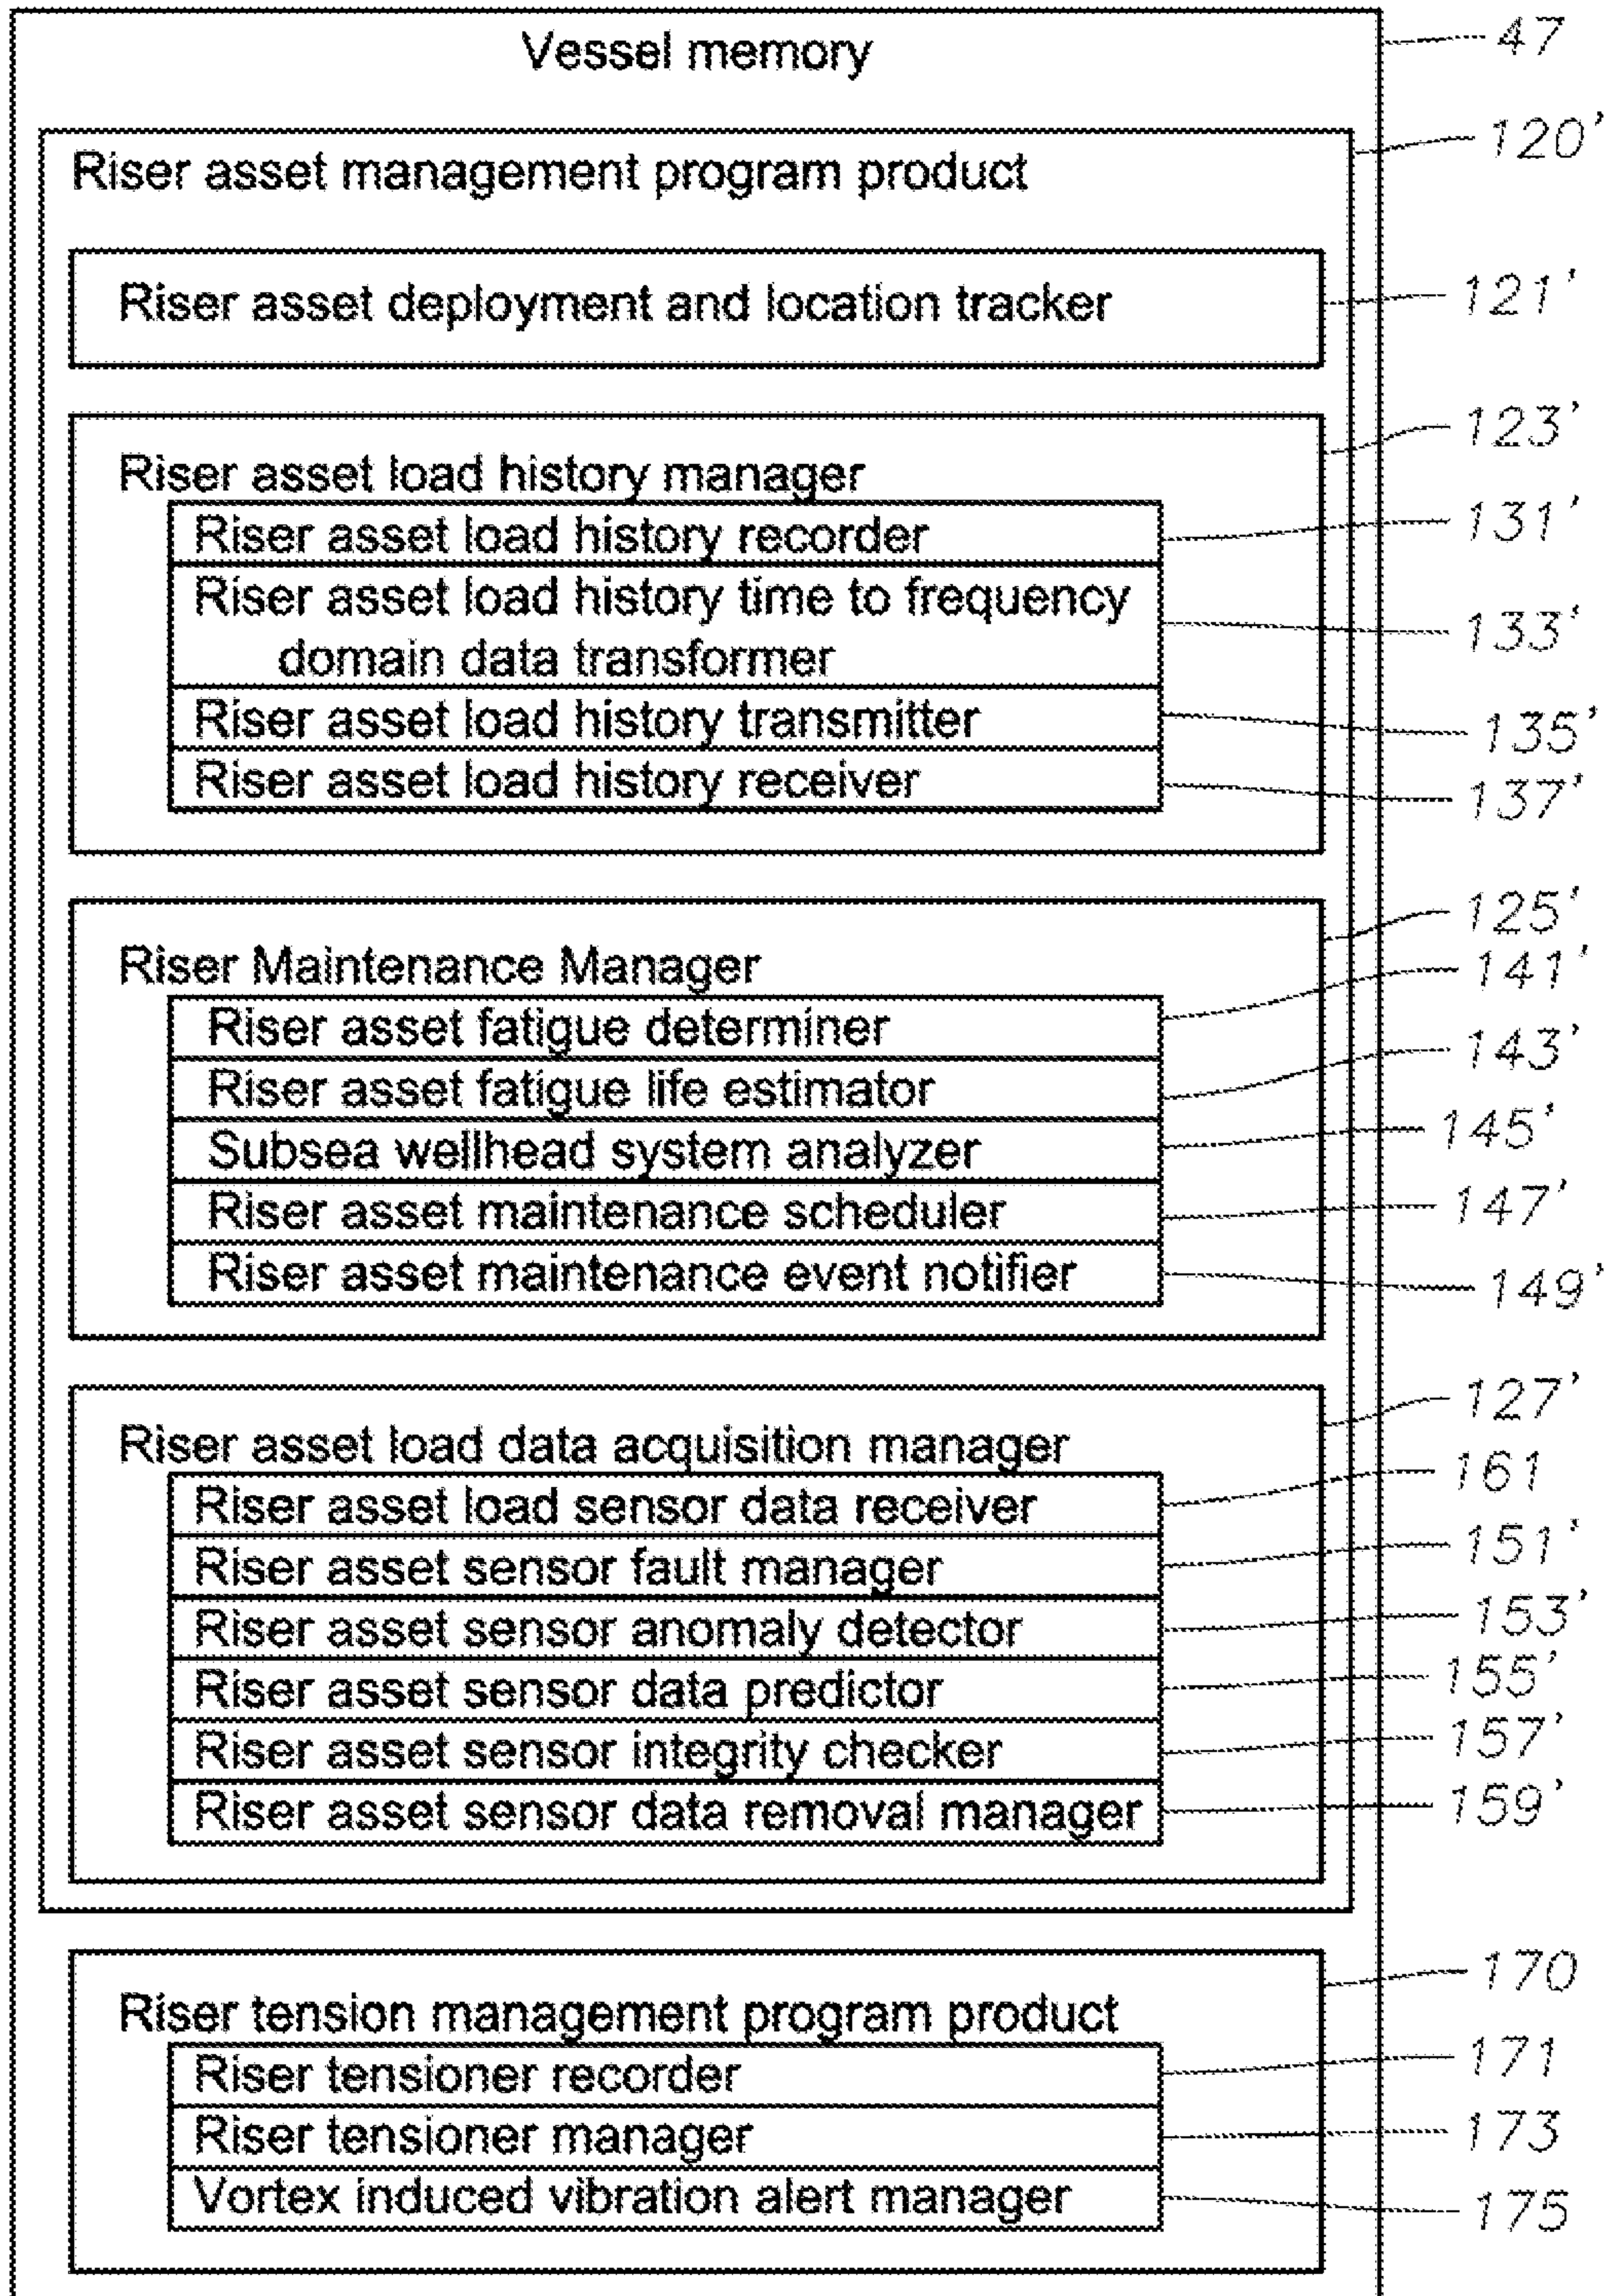 Vessel memory 47
120'
Riser asset management program product
Riser asset deployment and location tracker 121'
123'
Riser asset load history manager
Riser asset load history recorder 131'
Riser asset load history time to frequency 133'
domain data transformer
Riser asset load history transmitter 135'
Riser asset load history receiver 137'
125'
Riser Maintenance Manager 141'
Riser asset fatigue determiner
Riser asset fatigue life estimator 143'
Subsea wellhead system analyzer 145'
Riser asset maintenance scheduler 147'
Riser asset maintenance event notifier 149'
127'
Riser asset load data acquisition manager
Riser asset load sensor data receiver 161
Riser asset sensor fault manager 151'
Riser asset sensor anomaly detector 153'
Riser asset sensor data predictor 155'
Riser asset sensor integrity checker 157'
Riser asset sensor data removal manager 159'
170
Riser tension management program product
Riser tensioner recorder 171
Riser tensioner manager 173
Vortex induced vibration alert manager 175